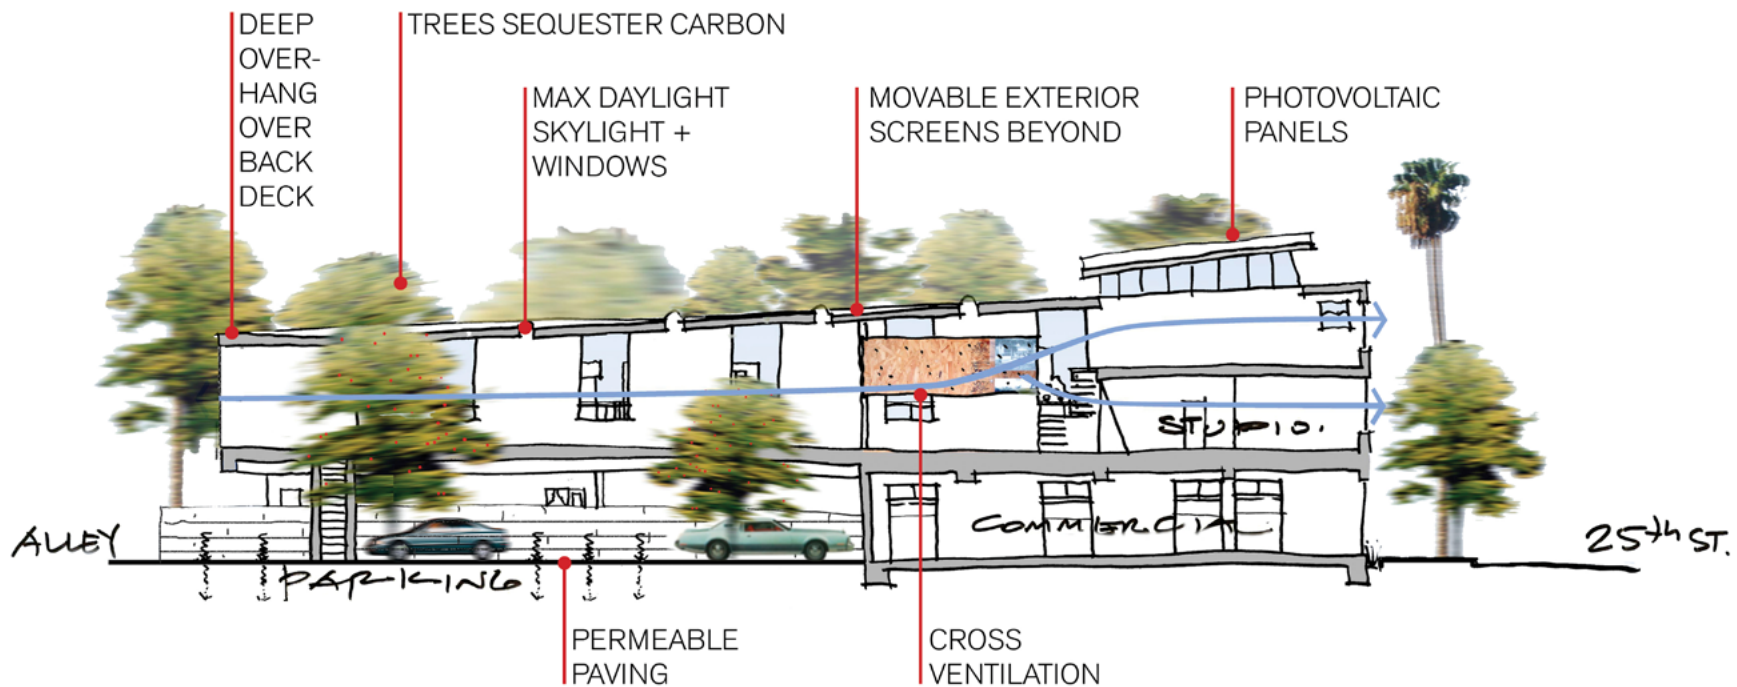 DEEP
OVER-
HANG
OVER
BACK
DECK
TREES SEQUESTER CARBON
MAX DAYLIGHT
SKYLIGHT +
WINDOWS
MOVABLE EXTERIOR
SCREENS BEYOND
PHOTOVOLTAIC
PANELS
STUDIO.
COMMERCIAL
ALLEY
25th ST.
PARKING
PERMEABLE
PAVING
CROSS
VENTILATION